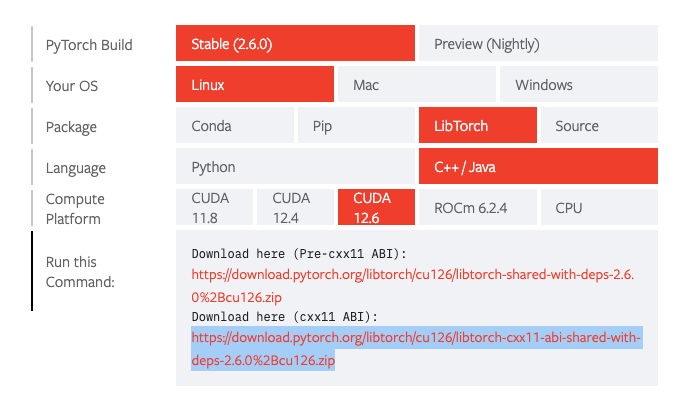 PyTorch Build
Stable (2.6.0)
Preview (Nightly)
Your OS
Linux
Mac
Windows
Package
Conda
Pip
LibTorch
Source
Language
Python
C++ / Java
Compute
Platform
CUDA
11.8
CUDA
12.4
CUDA
12.6
ROCm 6.2.4
CPU
Run this
Command:
Download here (Pre-cxx11 ABI):
https://download.pytorch.org/libtorch/cu126/libtorch-shared-with-deps-2.6.
0%2Bcu126.zip
Download here (cxx11 ABI):
https://download.pytorch.org/libtorch/cu126/libtorch-cxx11-abi-shared-with-
deps-2.6.0%2Bcu126.zip